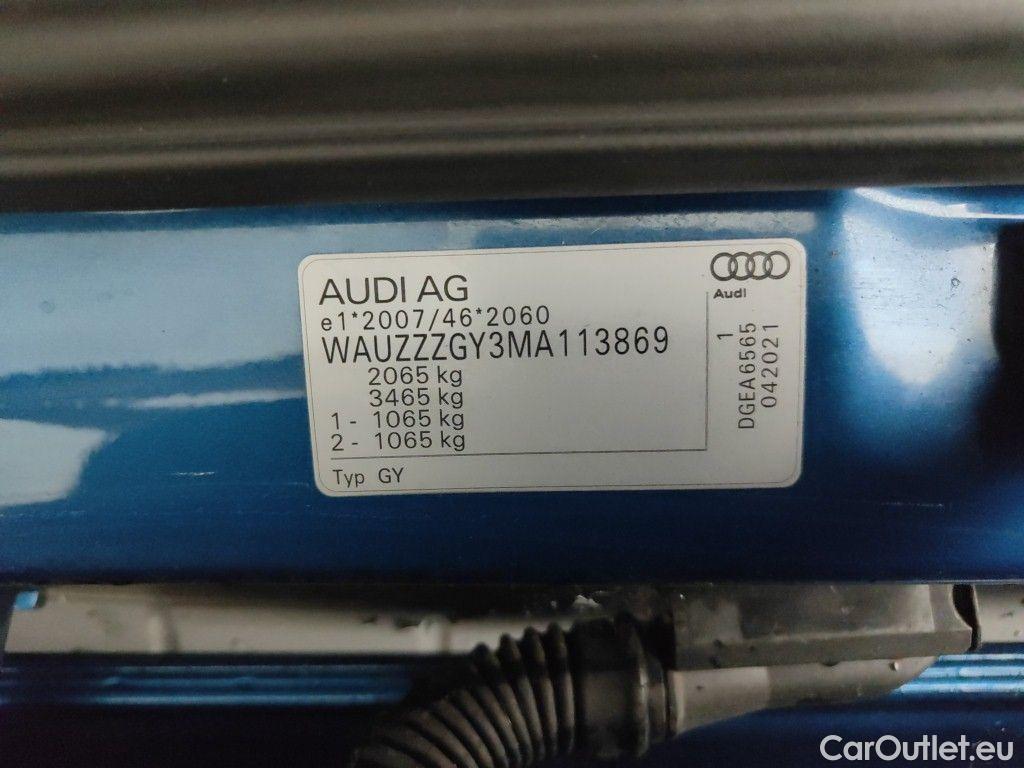 AUDI AG
e1*2007/46*2060
WAUZZZGY3MA113869
2065 kg
3465 kg
1 - 1065 kg
2 - 1065 kg
Typ GY
Audi
1
DGEA6565
042021
CarOutlet.eu